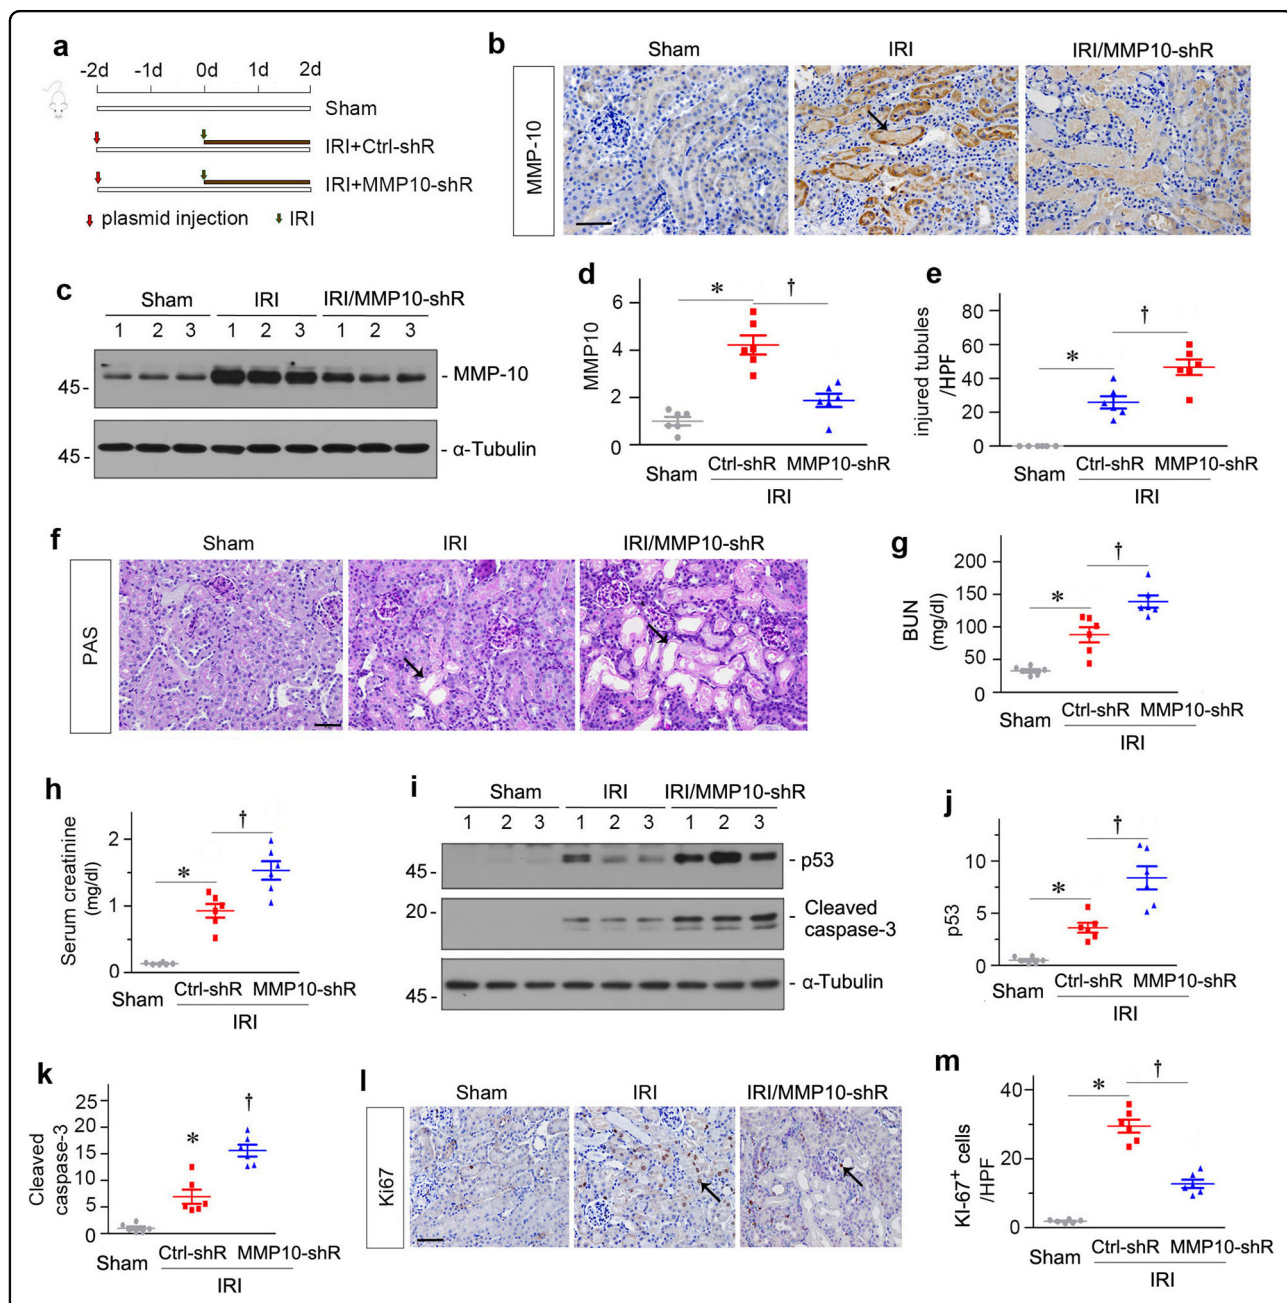 a
-2d -1d 0d 1d 2d
Sham
IRI+Ctrl-shR
IRI+MMP10-shR
plasmid injection IRI
b
Sham IRI IRI/MMP10-shR
MMP-10
c
Sham IRI IRI/MMP10-shR
1 2 3 1 2 3 1 2 3
45- - MMP-10
45- - α-Tubulin
d
MMP10
6
4
2
0
* †
Sham Ctrl-shR MMP10-shR
IRI
e
injured tubules
/HPF
80
60
40
20
0
* †
Sham Ctrl-shR MMP10-shR
IRI
f
Sham IRI IRI/MMP10-shR
PAS
g
BUN
(mg/dl)
200
150
100
50
0
* †
Sham Ctrl-shR MMP10-shR
IRI
h
Serum creatinine
(mg/dl)
2
1
0
* †
Sham Ctrl-shR MMP10-shR
IRI
i
Sham IRI IRI/MMP10-shR
1 2 3 1 2 3 1 2 3
45 - - p53
20 - - Cleaved
caspase-3
45 - - α-Tubulin
j
p53
10
5
0
* †
Sham Ctrl-shR MMP10-shR
IRI
k
Cleaved
caspase-3
25
20
15
10
5
0
* †
Sham Ctrl-shR MMP10-shR
IRI
l
Sham IRI IRI/MMP10-shR
Ki67
m
KI-67+ cells
/HPF
40
20
0
* †
Sham Ctrl-shR MMP10-shR
IRI